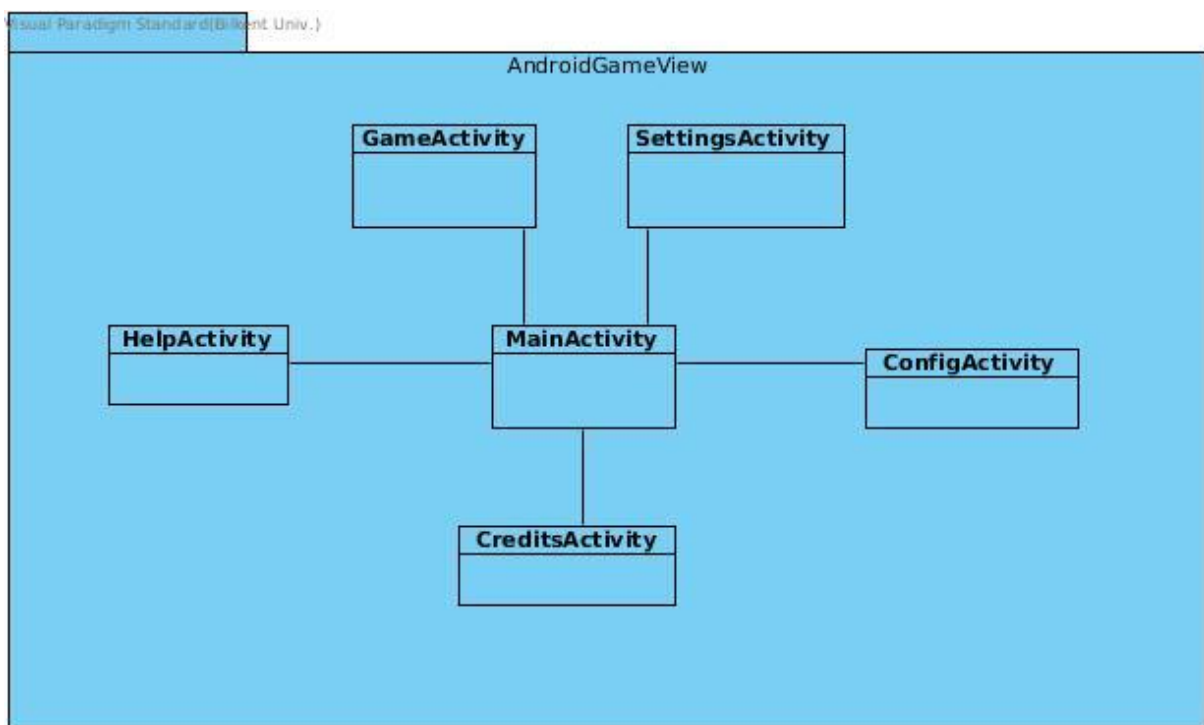 Visual Paradigm Standard(Bilkent Univ.)
AndroidGameView
GameActivity
SettingsActivity
HelpActivity
MainActivity
ConfigActivity
CreditsActivity